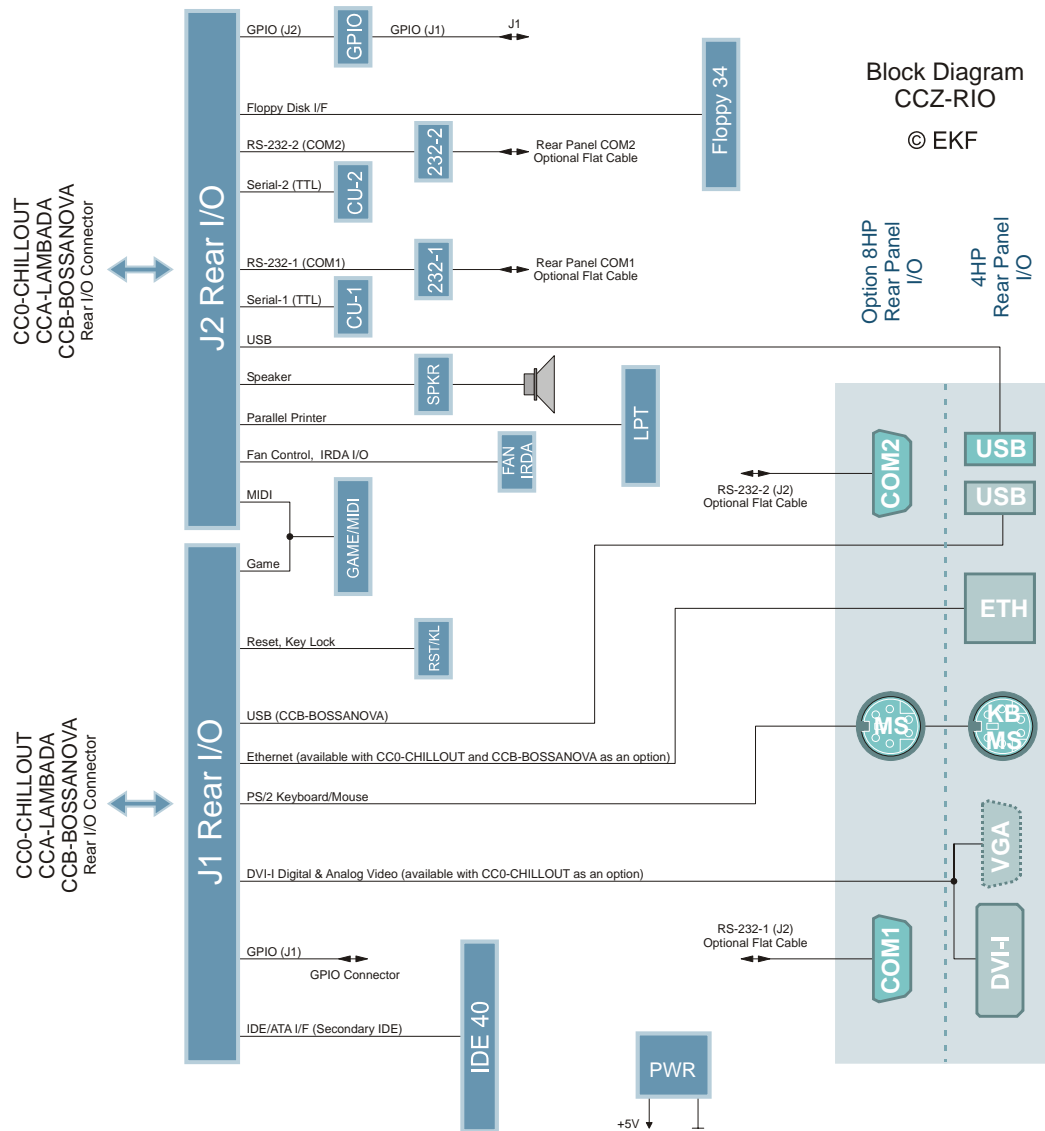 Block Diagram
CCZ-RIO
© EKF
GPIO (J2)
GPIO
GPIO (J1)
J1
Floppy Disk I/F
Floppy 34
RS-232-2 (COM2)
232-2
Rear Panel COM2
Optional Flat Cable
Serial-2 (TTL)
CU-2
CC0-CHILLOUT
CCA-LAMBADA
CCB-BOSSANOVA
Rear I/O Connector
J2 Rear I/O
RS-232-1 (COM1)
232-1
Rear Panel COM1
Optional Flat Cable
Serial-1 (TTL)
CU-1
USB
Speaker
SPKR
Parallel Printer
LPT
Fan Control, IRDA I/O
FAN
IRDA
MIDI
GAME/MIDI
Game
Option 8HP
Rear Panel
I/O
4HP
Rear Panel
I/O
COM2
USB
USB
RS-232-2 (J2)
Optional Flat Cable
ETH
Reset, Key Lock
RST/KL
CC0-CHILLOUT
CCA-LAMBADA
CCB-BOSSANOVA
Rear I/O Connector
J1 Rear I/O
USB (CCB-BOSSANOVA)
Ethernet (available with CC0-CHILLOUT and CCB-BOSSANOVA as an option)
PS/2 Keyboard/Mouse
MS
KB
MS
DVI-I Digital & Analog Video (available with CC0-CHILLOUT as an option)
VGA
DVI-I
RS-232-1 (J2)
Optional Flat Cable
COM1
GPIO (J1)
GPIO Connector
IDE/ATA I/F (Secondary IDE)
IDE 40
PWR
+5V